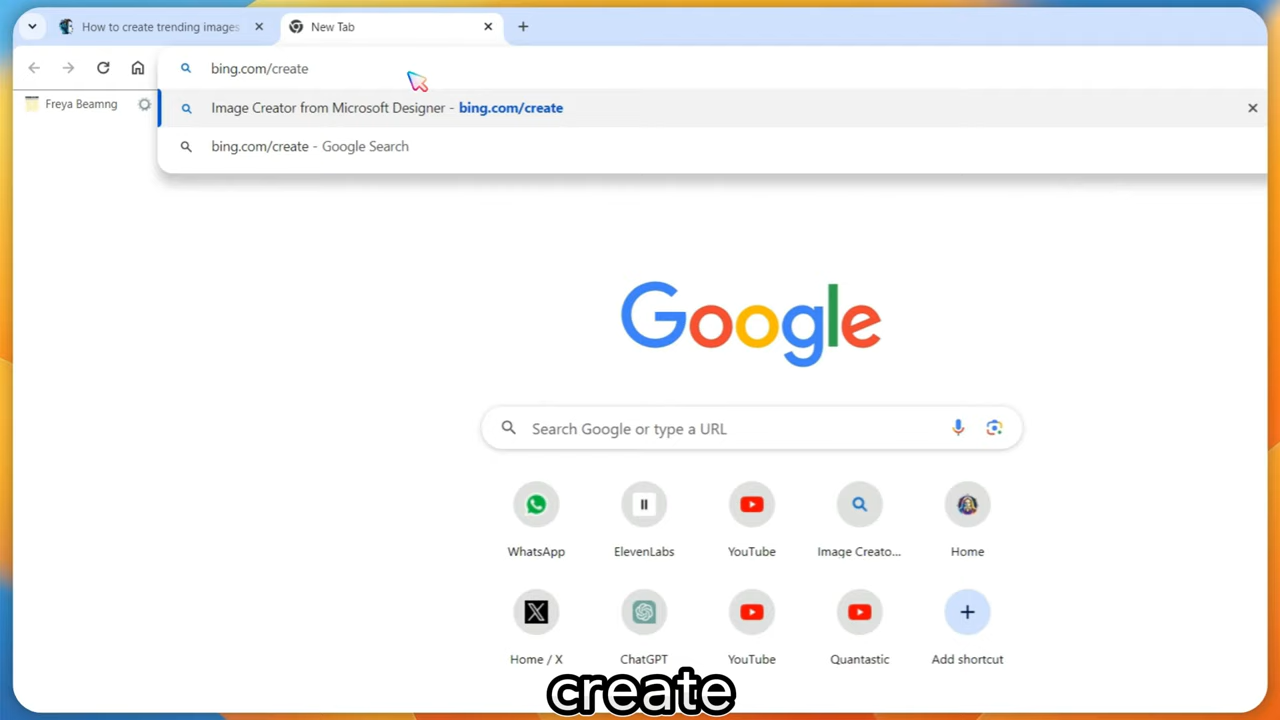 How to create trending images
New Tab
bing.com/create
Freya Beamng
Image Creator from Microsoft Designer - bing.com/create
bing.com/create - Google Search
Google
Search Google or type a URL
WhatsApp
ElevenLabs
YouTube
Image Creato...
Home
Home / X
ChatGPT
YouTube
Quantastic
Add shortcut
create